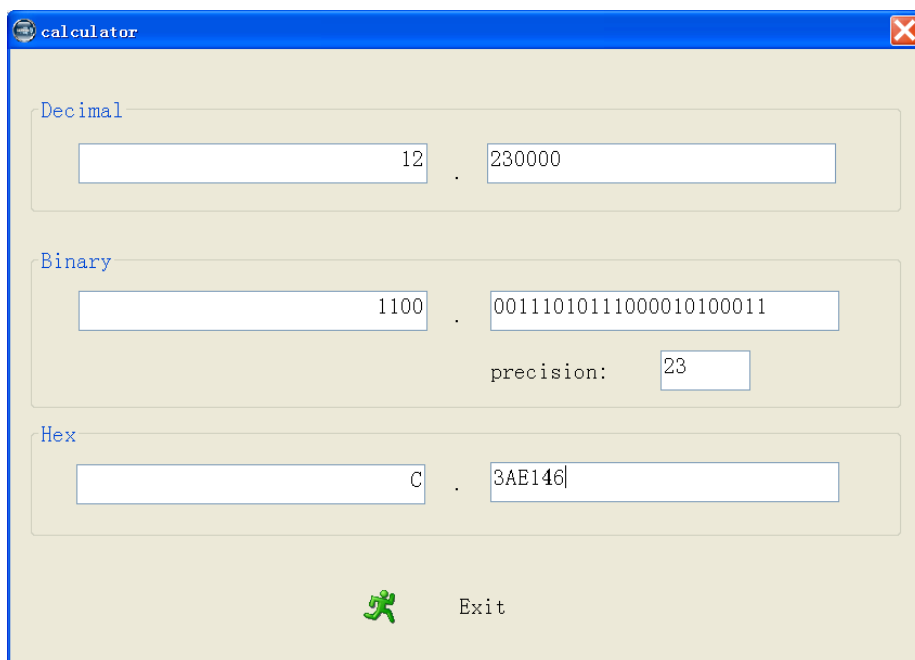 calculator
Decimal
12 . 230000
Binary
1100 . 00111010111000010100011
precision: 23
Hex
C . 3AE146
Exit